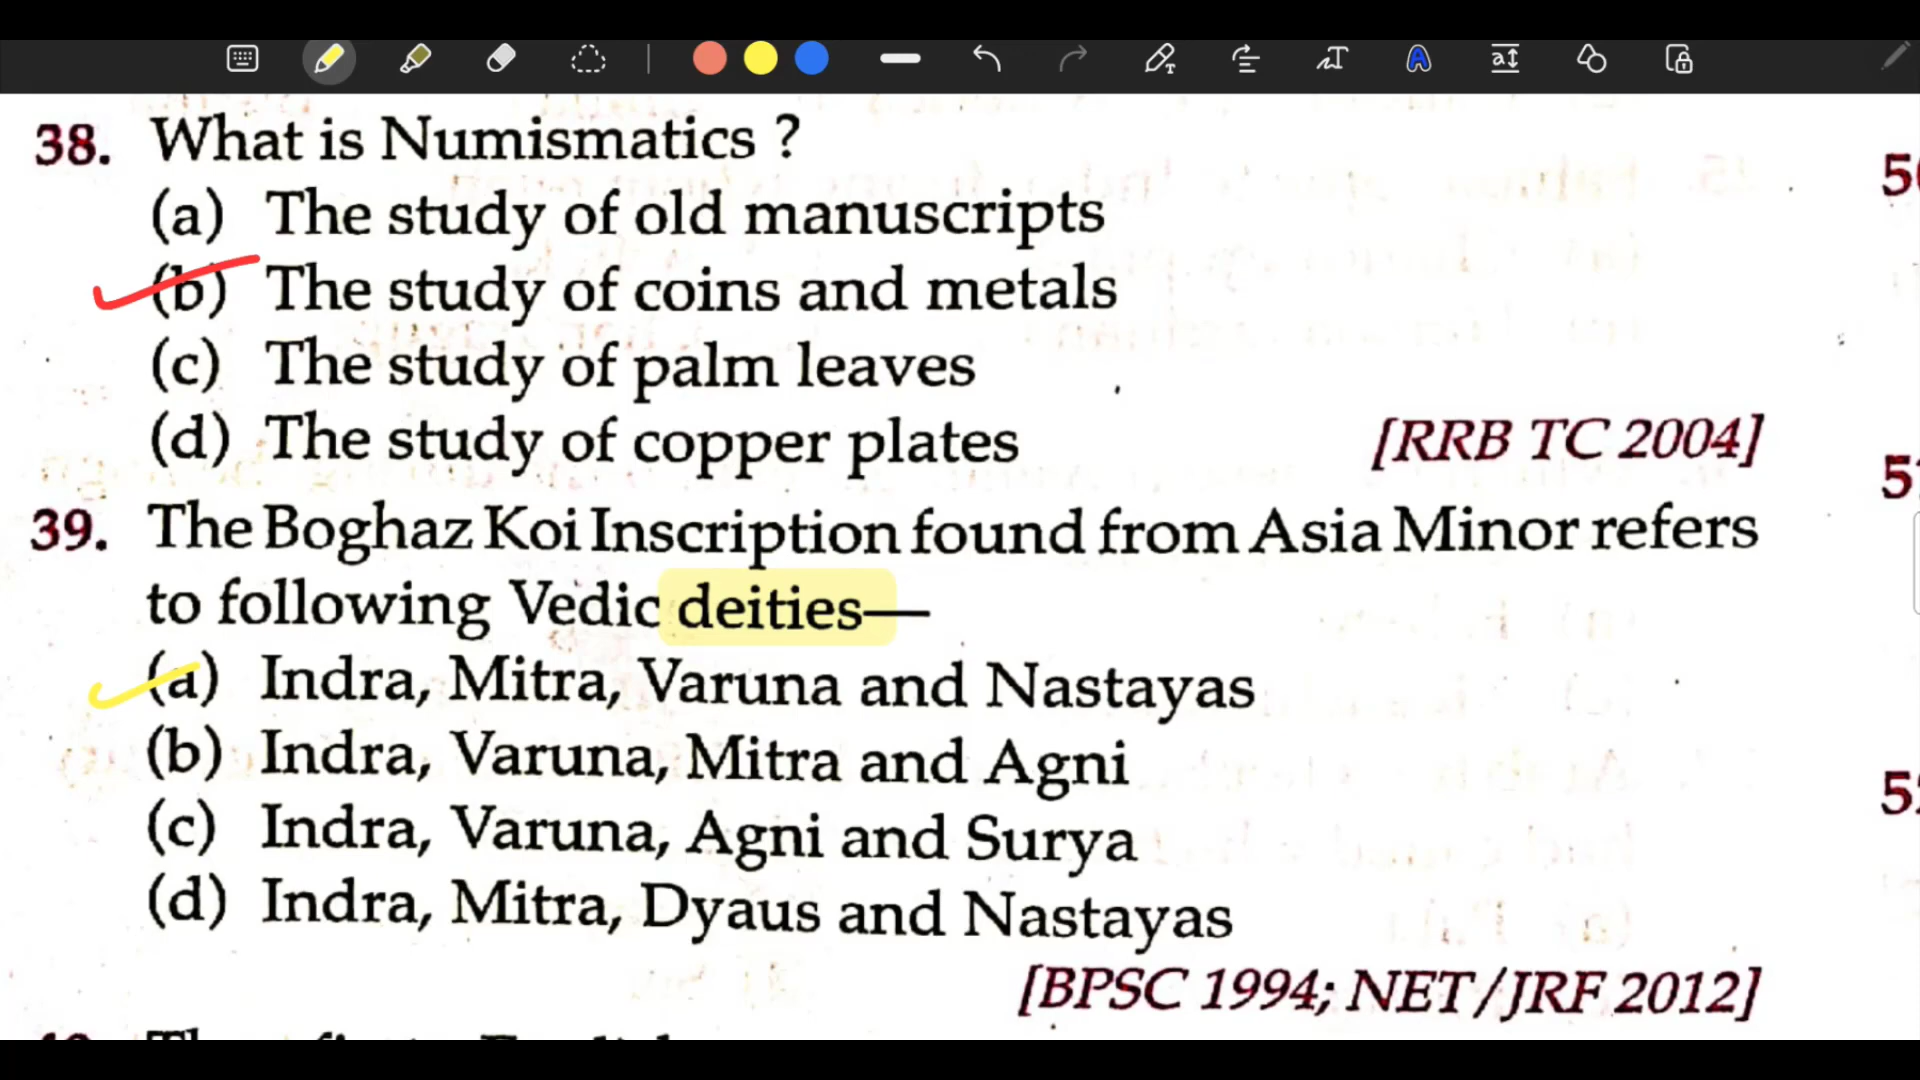 38. What is Numismatics ?
(a) The study of old manuscripts
(b) The study of coins and metals
(c) The study of palm leaves
(d) The study of copper plates [RRB TC 2004]
39. The Boghaz Koi Inscription found from Asia Minor refers
to following Vedic deities—
(a) Indra, Mitra, Varuna and Nastayas
(b) Indra, Varuna, Mitra and Agni
(c) Indra, Varuna, Agni and Surya
(d) Indra, Mitra, Dyaus and Nastayas
[BPSC 1994; NET/JRF 2012]